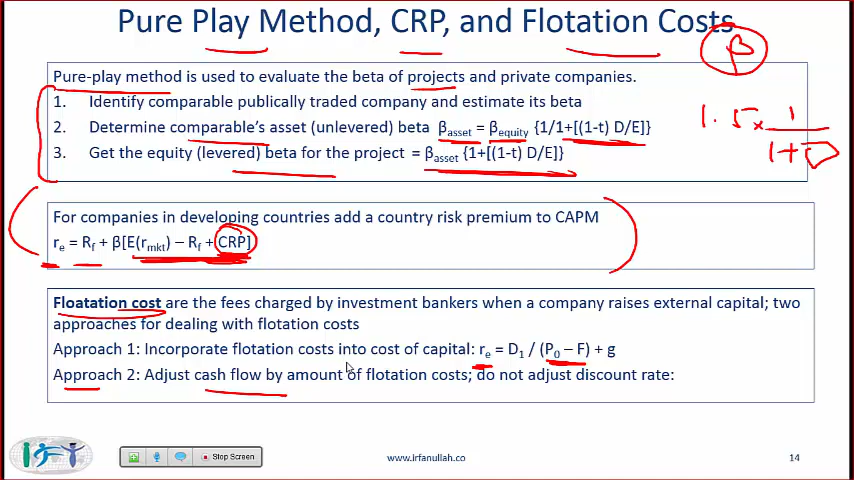 Pure Play Method, CRP, and Flotation Costs
β
Pure-play method is used to evaluate the beta of projects and private companies.
1. Identify comparable publically traded company and estimate its beta
2. Determine comparable's asset (unlevered) beta βasset = βequity {1/1+[(1-t) D/E]}
3. Get the equity (levered) beta for the project = βasset {1+[(1-t) D/E]}
1.5 x 1
1+
For companies in developing countries add a country risk premium to CAPM
re = Rf + β[E(rmkt) – Rf + CRP]
Floatation cost are the fees charged by investment bankers when a company raises external capital; two
approaches for dealing with flotation costs
Approach 1: Incorporate flotation costs into cost of capital: re = D1 / (P0 – F) + g
Approach 2: Adjust cash flow by amount of flotation costs; do not adjust discount rate:
IFT
Stop Screen
www.irfanullah.co
14